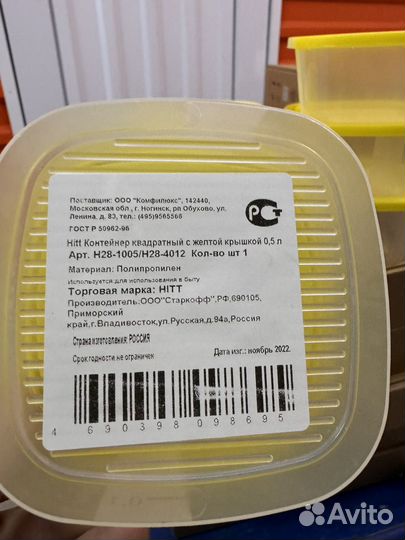 Поставщик: ООО "Комфилюкс", 142440,
Московская обл., г. Ногинск, рп Обухово, ул.
Ленина, д. 83, тел.: (495)9565560
ГОСТ Р 50962-96
Hitt Контейнер квадратный с желтой крышкой 0,5 л
Арт. H28-1005/H28-4012 Кол-во шт 1
Материал: Полипропилен
Используется для использования в быту
Торговая марка: HITT
Производитель:ООО"Старкофф",РФ,690105,
Приморский
край,г.Владивосток,ул.Русская,д.94а,Россия
Страна изготовления: РОССИЯ
Срок годности не ограничен
Дата изг.: ноябрь 2022.
4 690398 098695
Avito